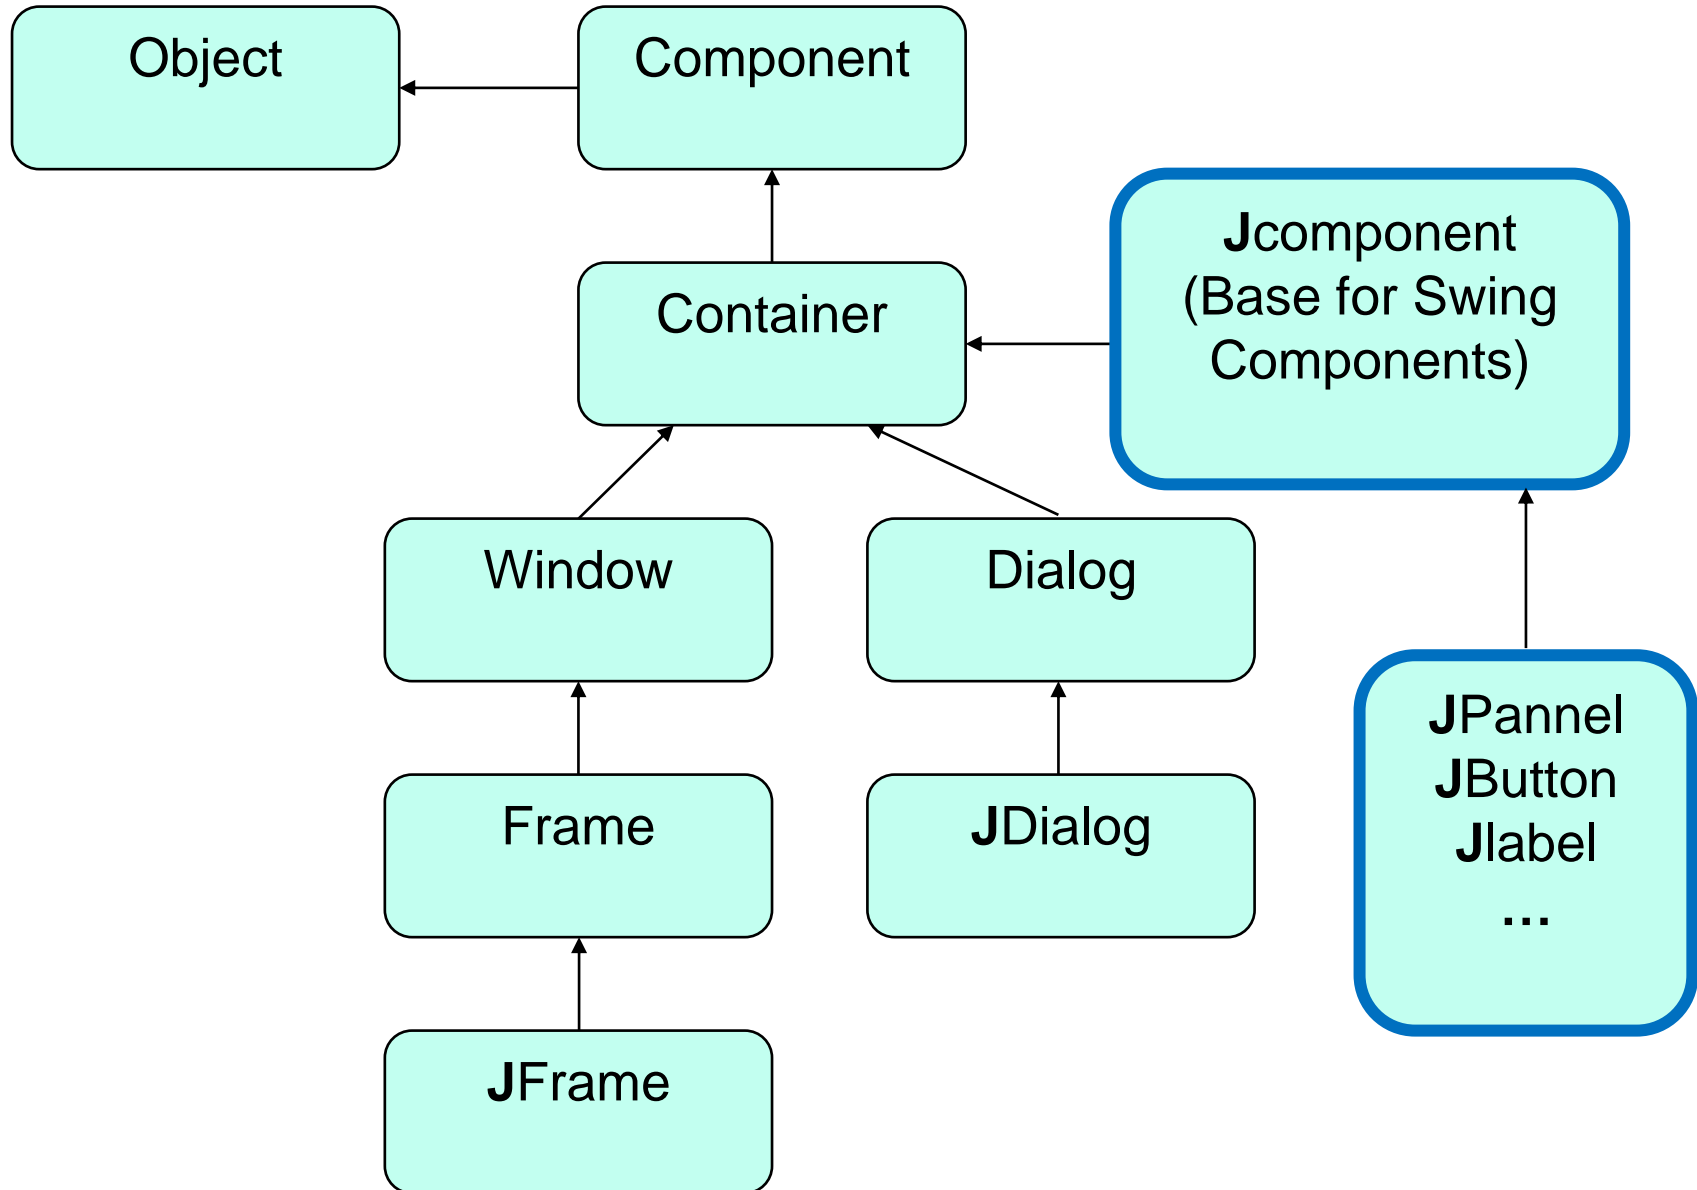 Object
Component
Jcomponent
(Base for Swing
Components)
Container
Window
Dialog
JPannel
JButton
Jlabel
...
Frame
JDialog
JFrame